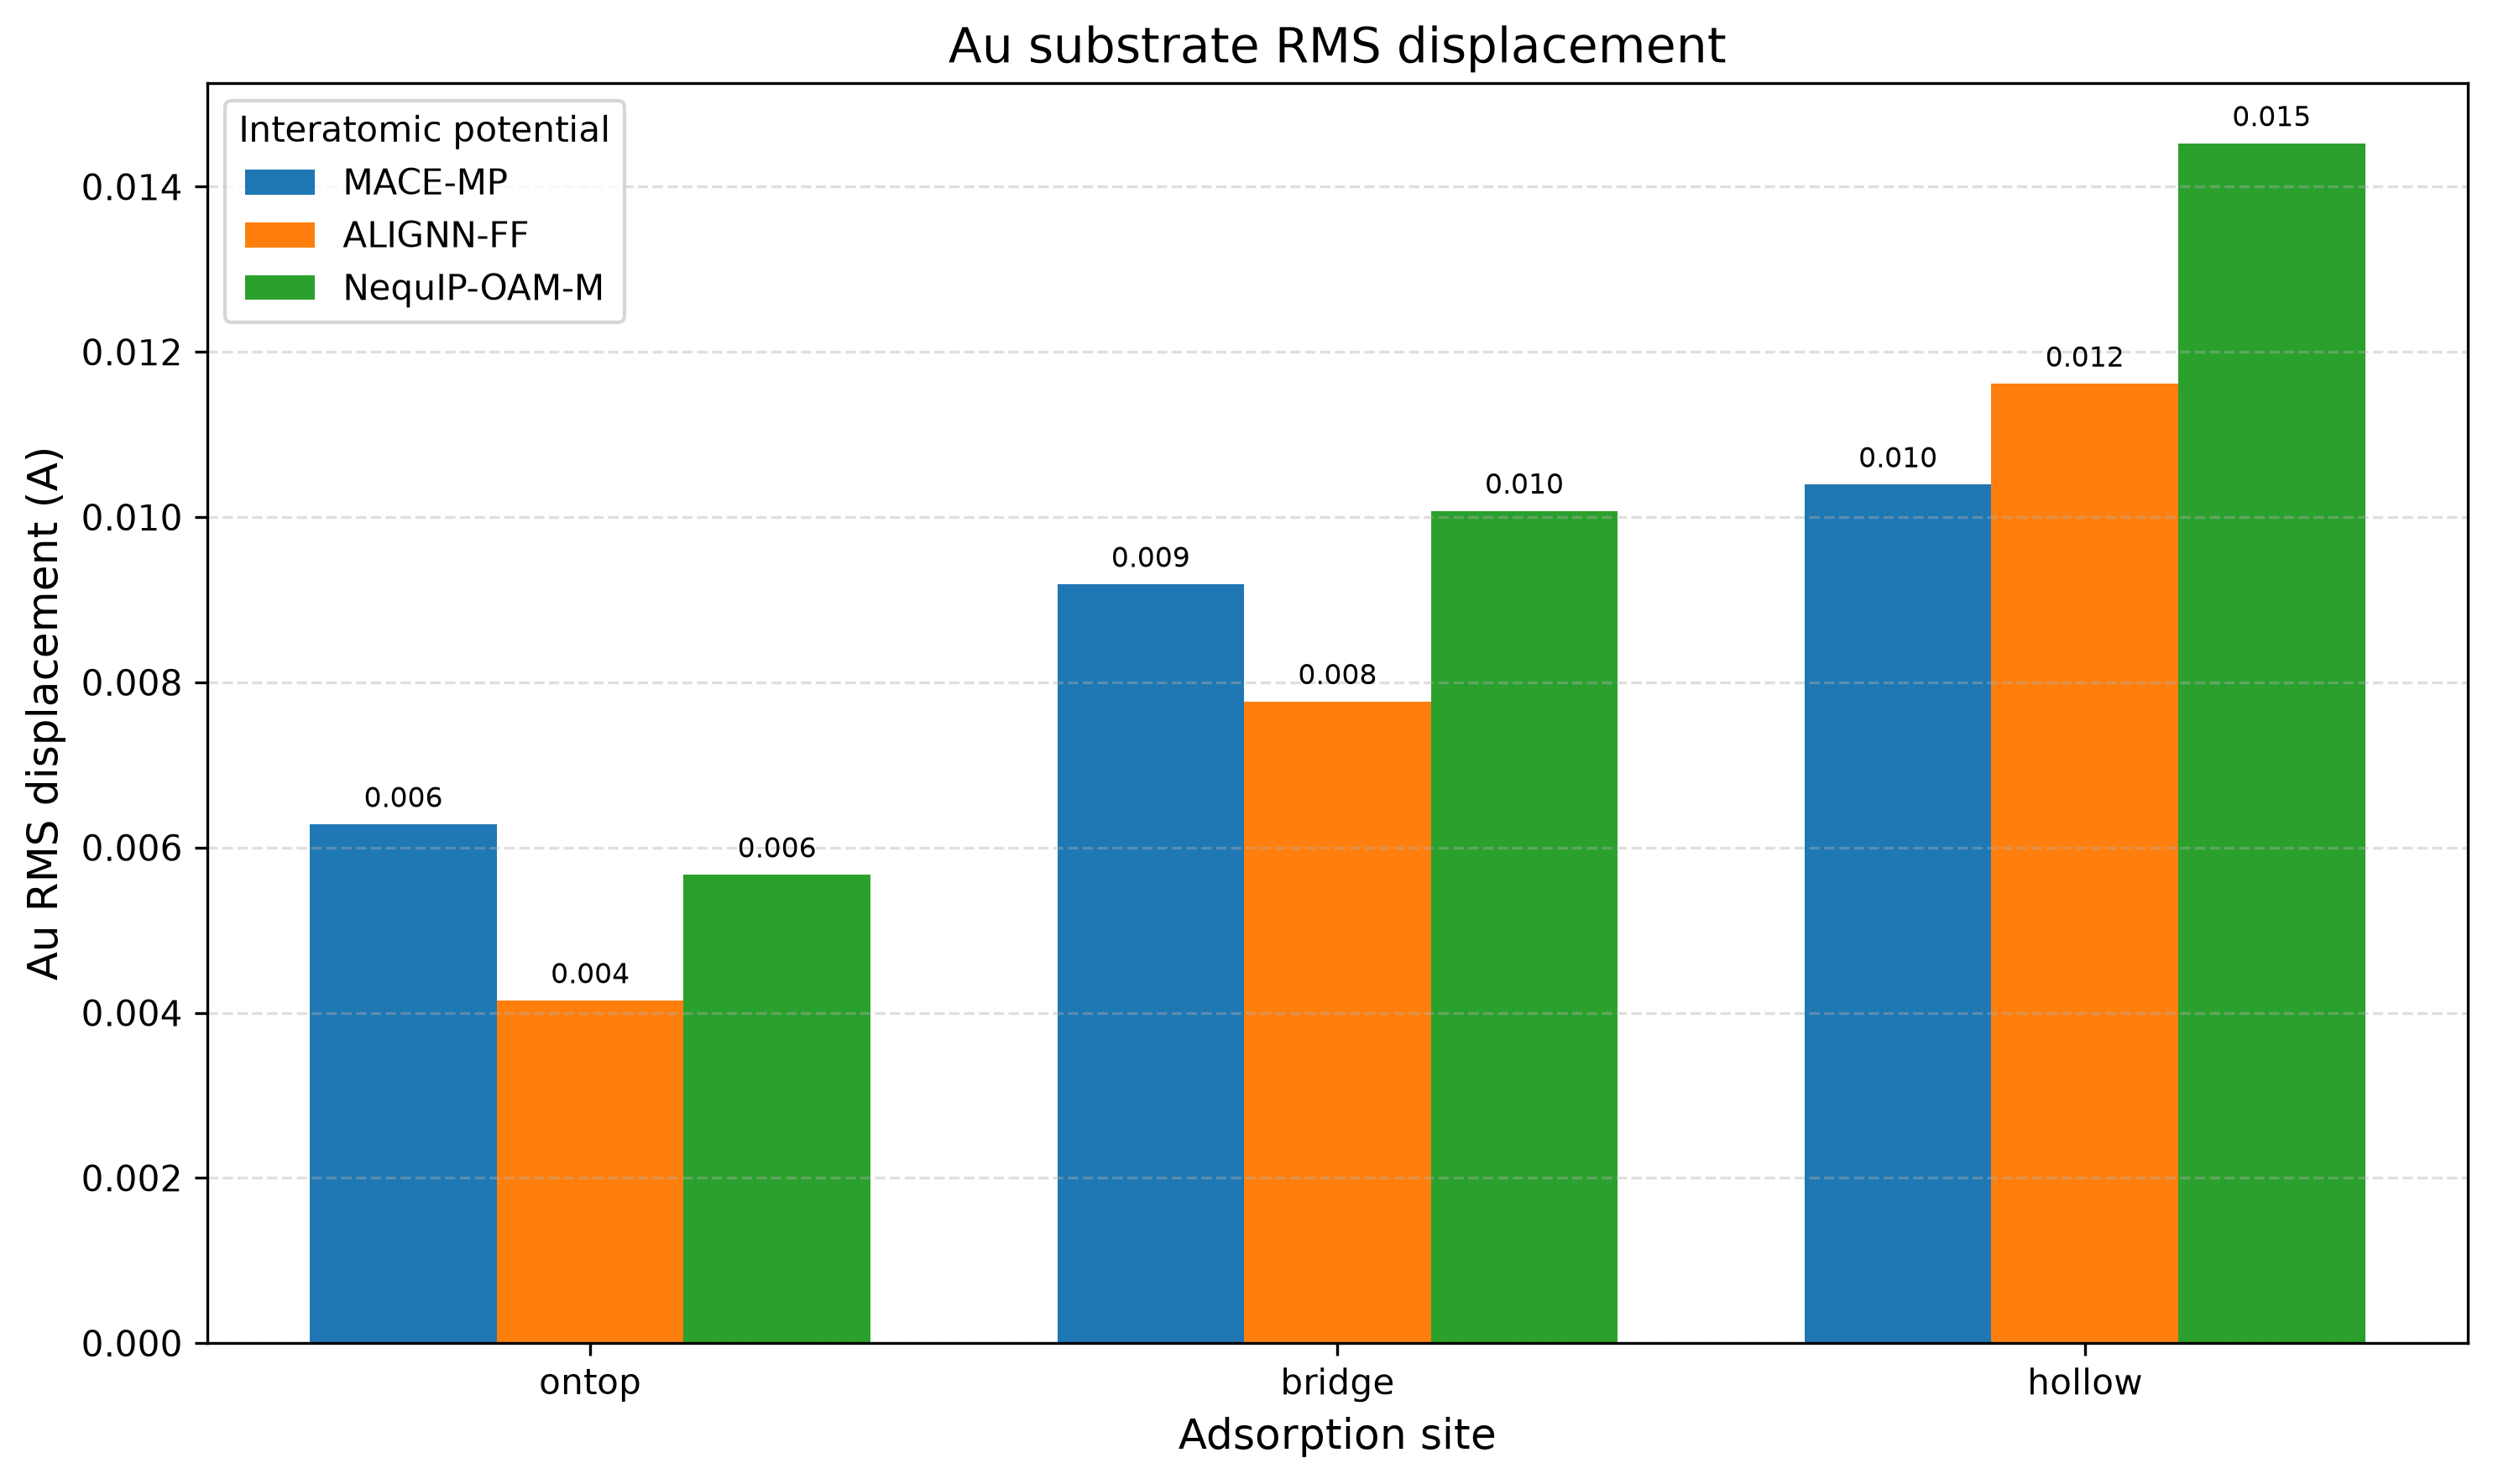 Au substrate RMS displacement
Interatomic potential
MACE-MP
ALIGNN-FF
NequIP-OAM-M
Au RMS displacement (A)
0.014
0.012
0.010
0.008
0.006
0.004
0.002
0.000
0.006
0.004
0.006
0.009
0.008
0.010
0.010
0.012
0.015
ontop
bridge
hollow
Adsorption site